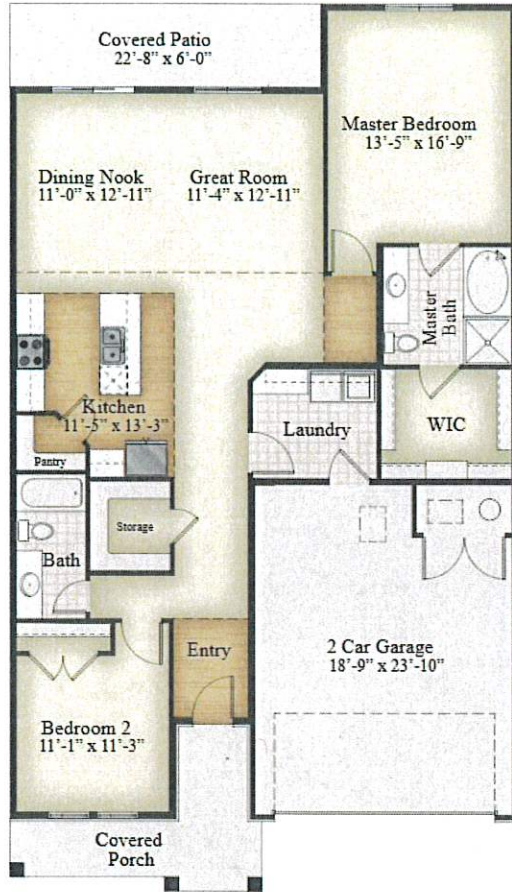 Covered Patio
22'-8" x 6'-0"
Master Bedroom
13'-5" x 16'-9"
Dining Nook
11'-0" x 12'-11"
Great Room
11'-4" x 12'-11"
Master
Bath
Kitchen
11'-5" x 13'-3"
Laundry
WIC
Pantry
Storage
Bath
Entry
2 Car Garage
18'-9" x 23'-10"
Bedroom 2
11'-1" x 11'-3"
Covered
Porch